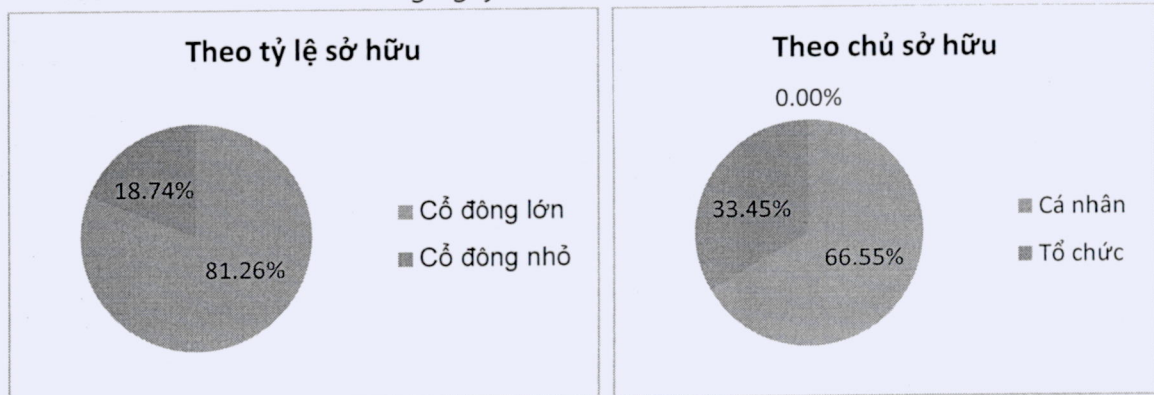 Theo tỷ lệ sở hữu
18.74%
81.26%
Cổ đông lớn
Cổ đông nhỏ
Theo chủ sở hữu
0.00%
33.45%
66.55%
Cá nhân
Tổ chức